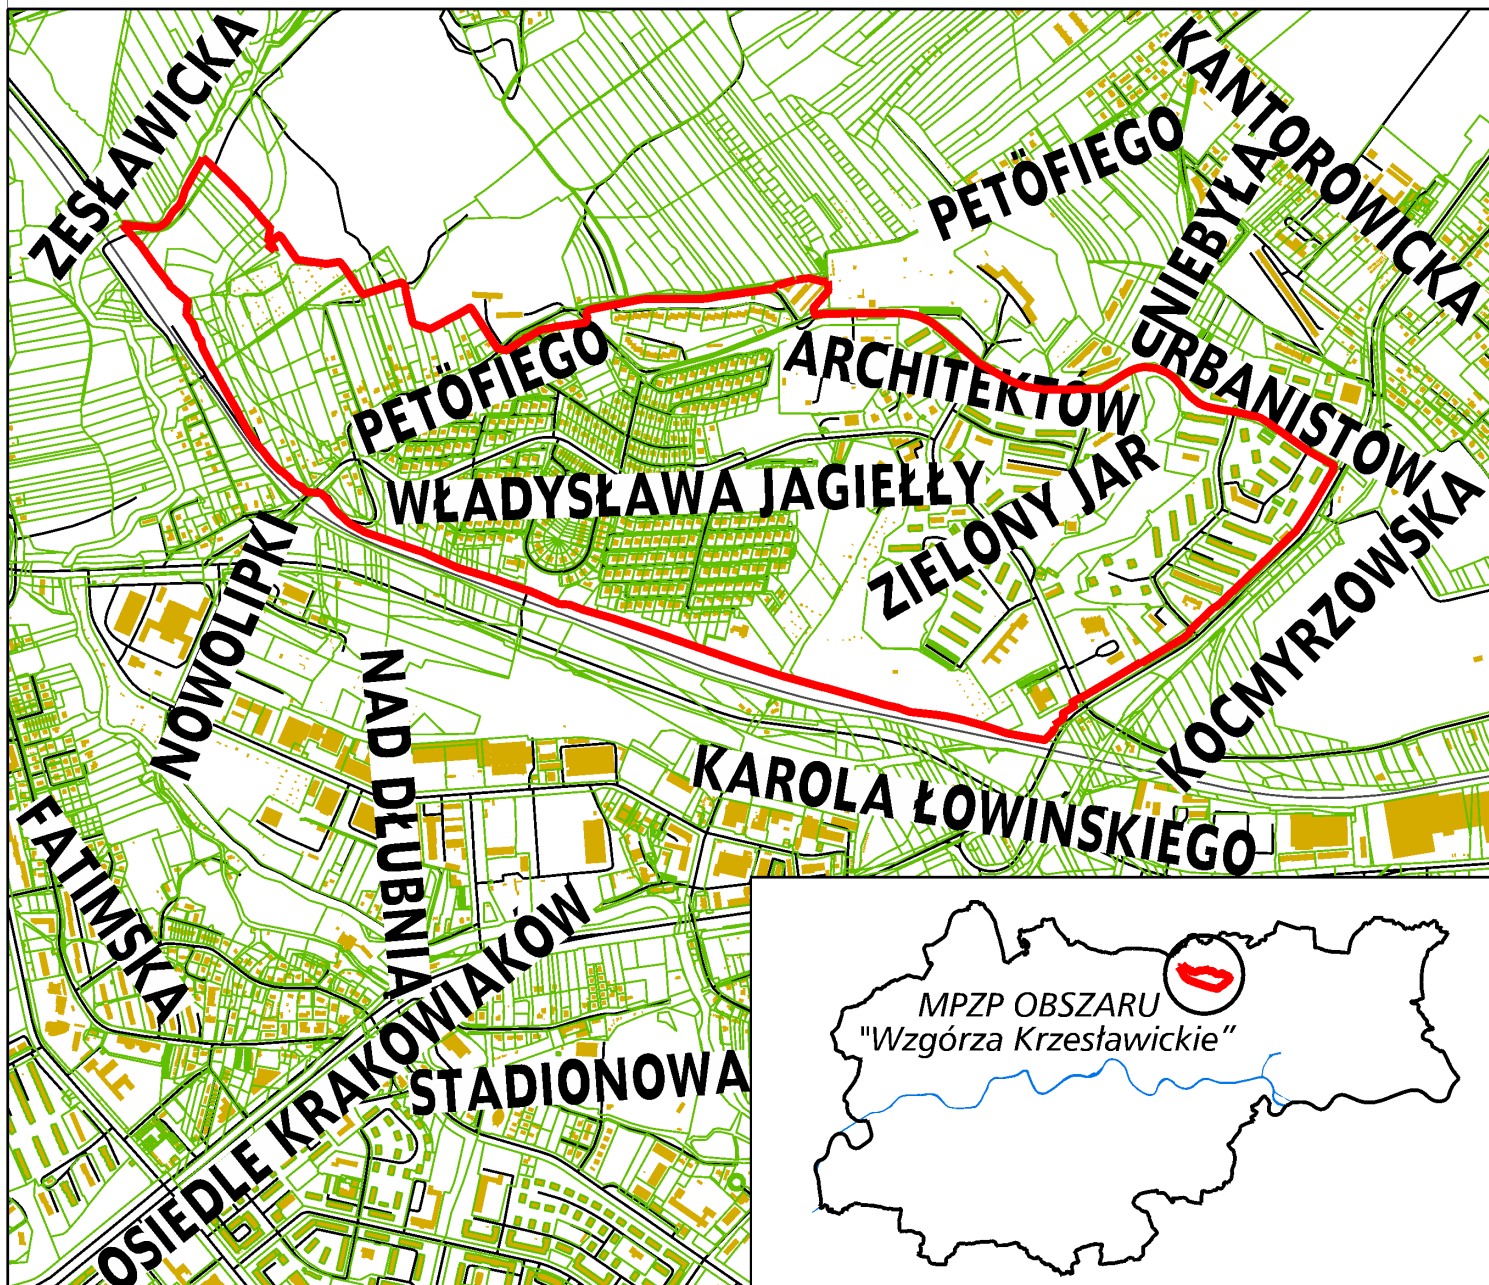 ZESŁAWICKA
KANTOROWICKA
PETÖFIEGO
UNIEBYŁA
URBANISTÓW
ARCHITEKTÓW
PETÖFIEGO
WŁADYSŁAWA JAGIEŁŁY
ZIELONY JAR
KOCMYRZOWSKA
NOWOLIPKI
NAD DŁUBNIĄ
KAROLA ŁOWIŃSKIEGO
FATIMSKA
OSIEDLE KRAKOWIAKÓW
STADIONOWA
MPZP OBSZARU
"Wzgórza Krzesławickie”